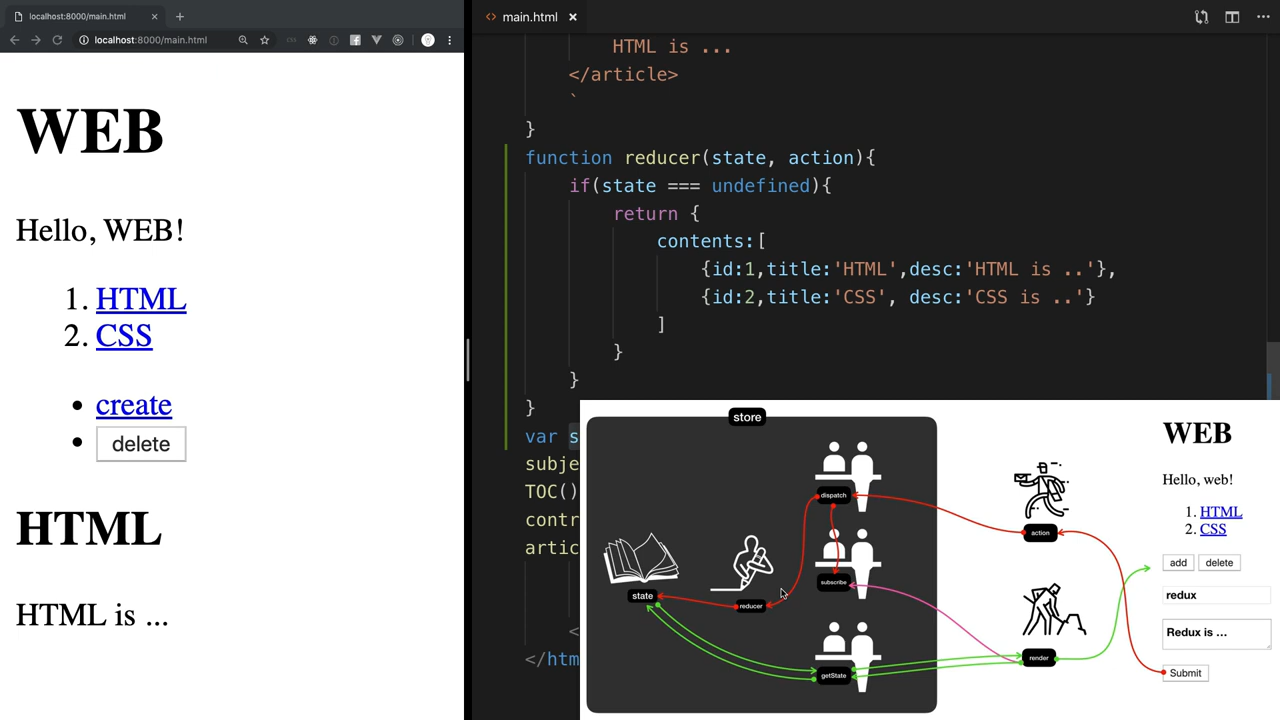 localhost:8000/main.html
localhost:8000/main.html
WEB
Hello, WEB!
1. HTML
2. CSS
create
delete
HTML
HTML is ...
main.html
HTML is ...
</article>
`
}
function reducer(state, action){
if(state === undefined){
return {
contents:[
{id:1,title:'HTML',desc:'HTML is ..'},
{id:2,title:'CSS', desc:'CSS is ..'}
]
}
}
}
var s
subje
TOC()
contr
artic
<
</htm
store
dispatch
subscribe
state
reducer
getState
action
render
WEB
Hello, web!
1. HTML
2. CSS
add
delete
redux
Redux is ...
Submit